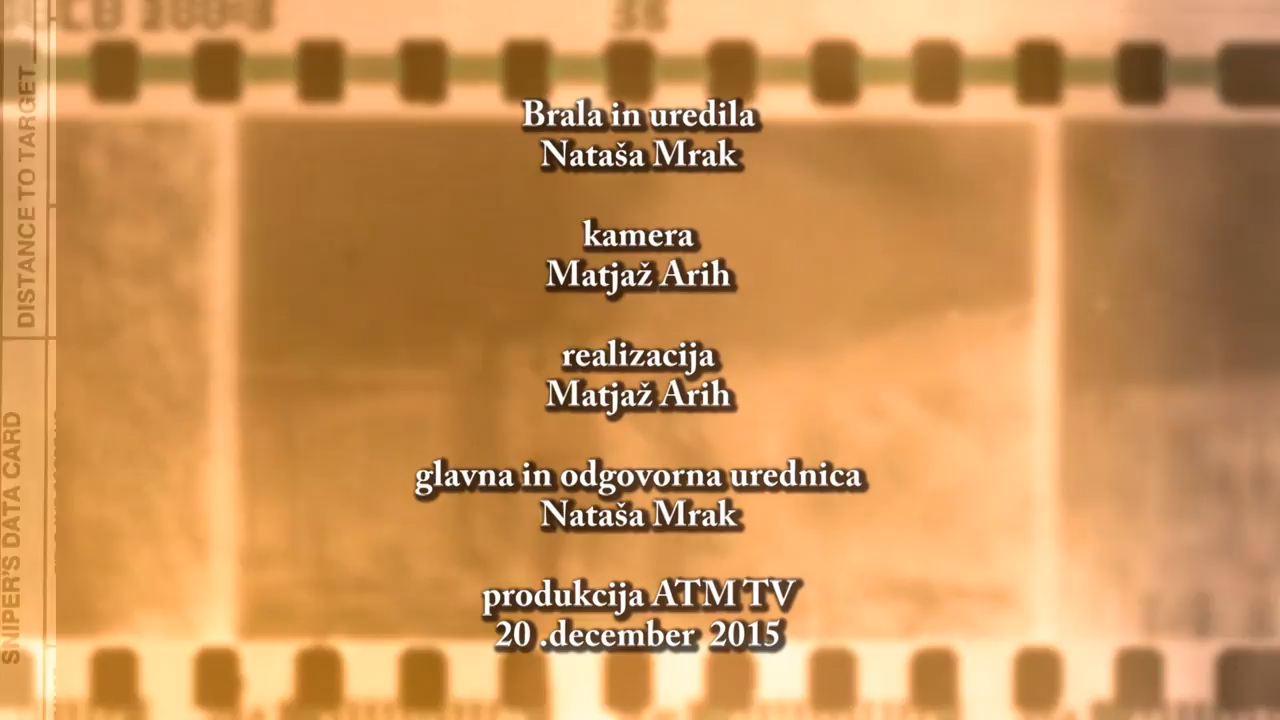 DISTANCE TO TARGET
SNIPER'S DATA CARD
Brala in uredila
Nataša Mrak
kamera
Matjaž Arih
realizacija
Matjaž Arih
glavna in odgovorna urednica
Nataša Mrak
produkcija ATM TV
20 .december 2015